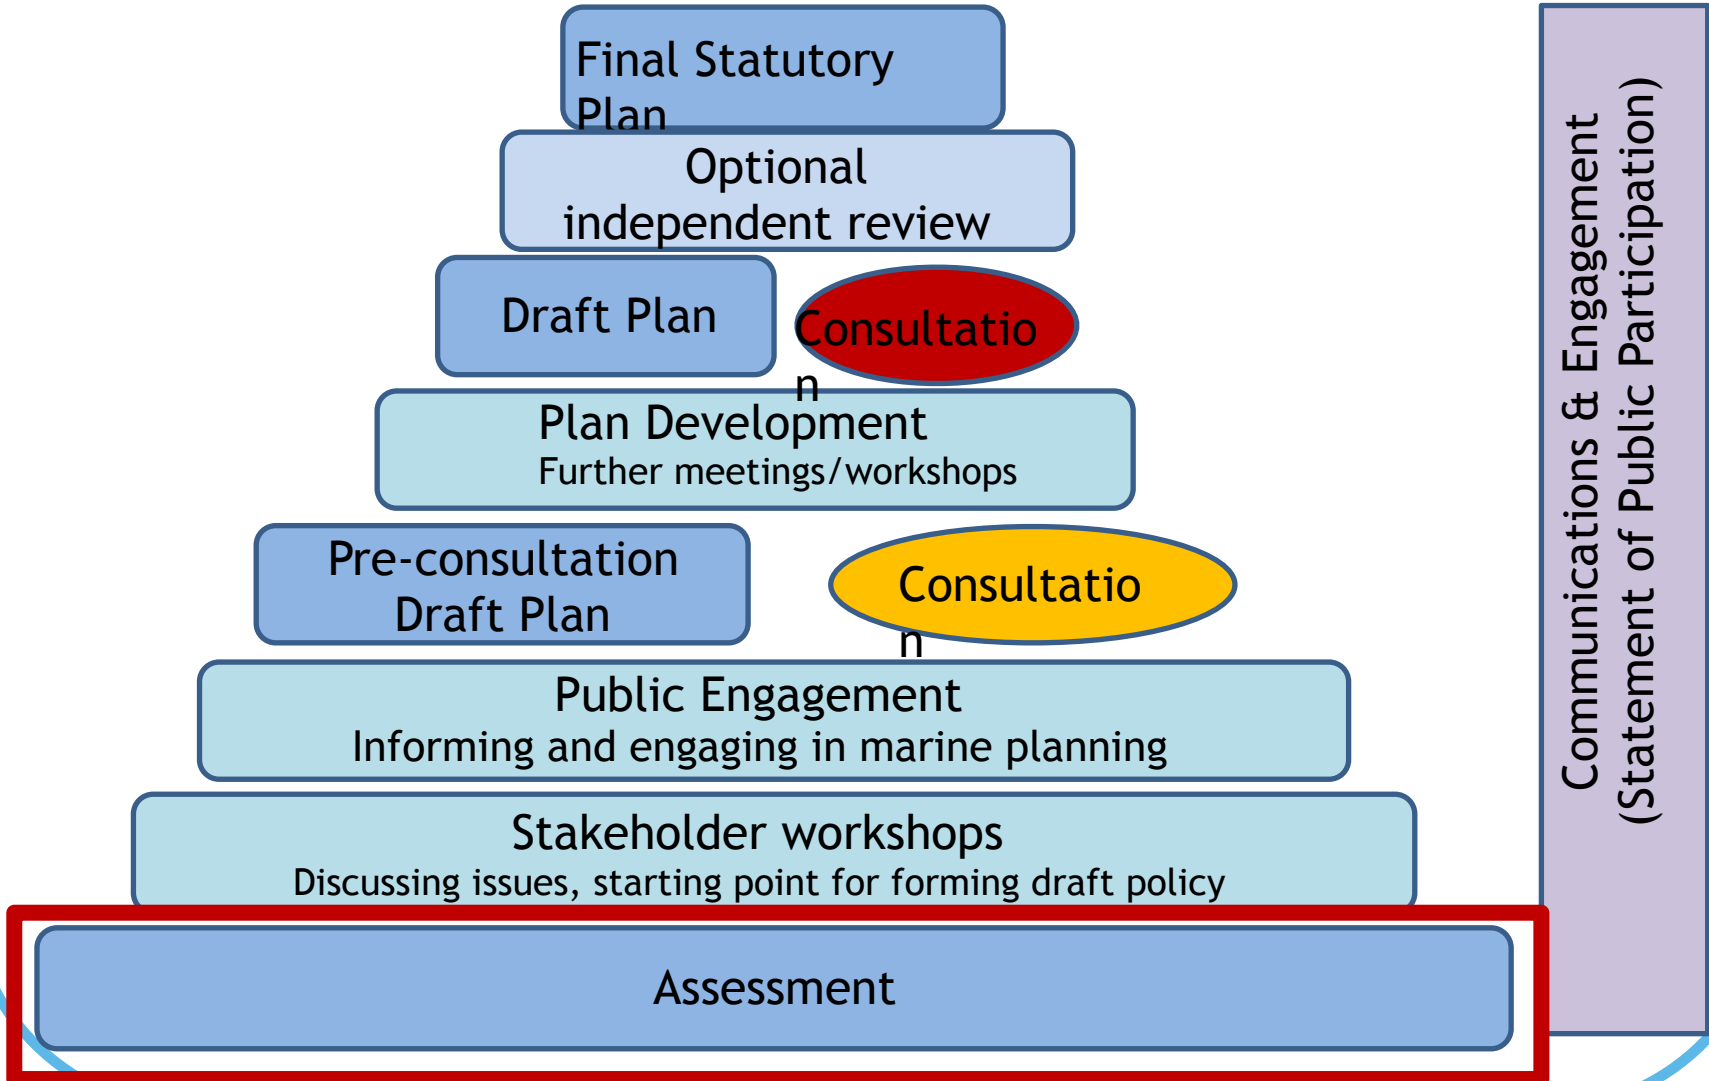 Final Statutory
Plan
Optional
independent review
Draft Plan
Consultatio
n
Plan Development
Further meetings/workshops
Pre-consultation
Draft Plan
Consultatio
n
Public Engagement
Informing and engaging in marine planning
Stakeholder workshops
Discussing issues, starting point for forming draft policy
Assessment
Communications & Engagement
(Statement of Public Participation)